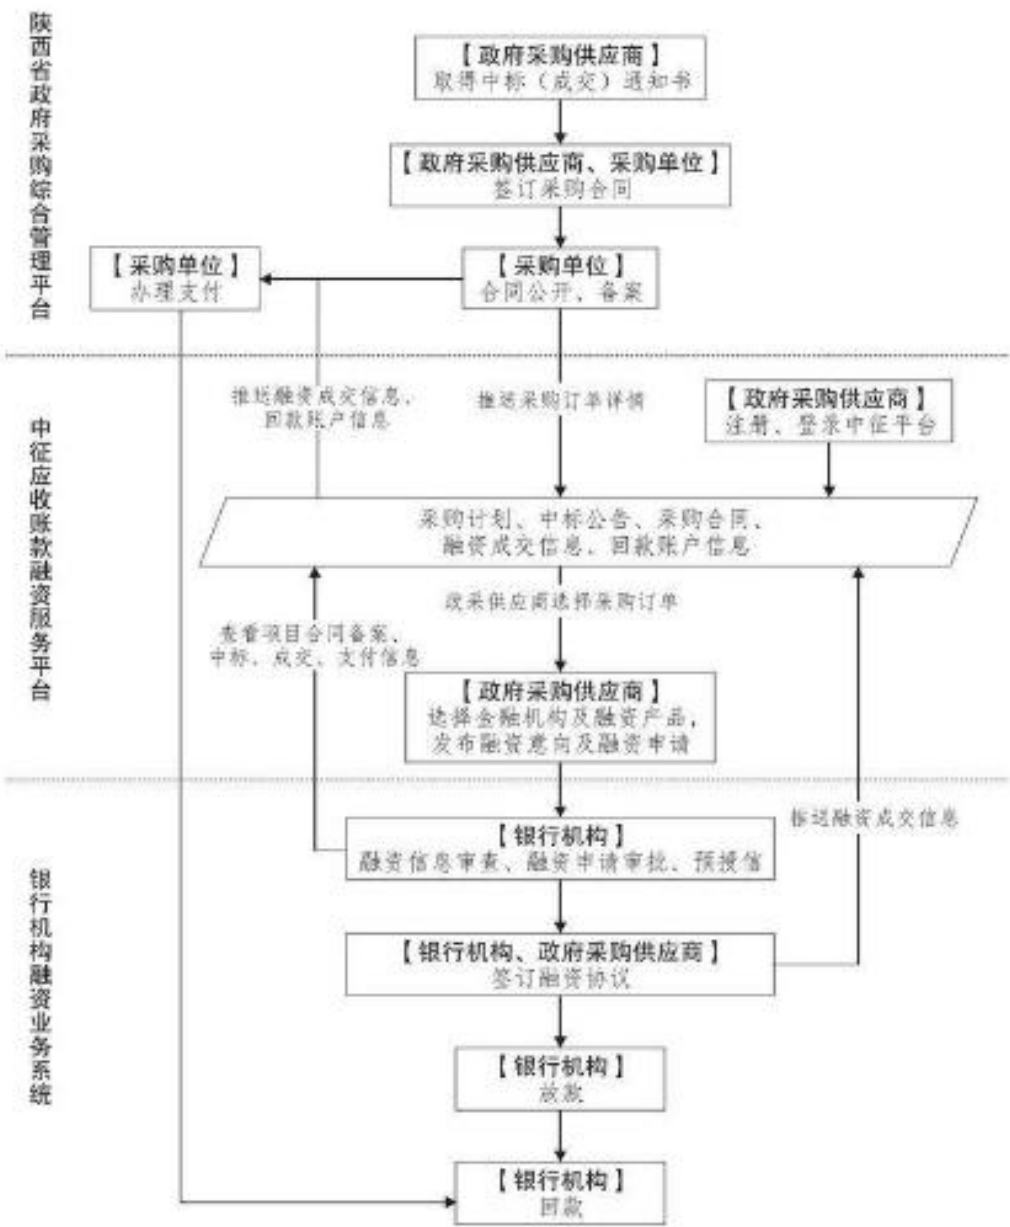 陕西省政府采购综合管理平台
【政府采购供应商】
取得中标（成交）通知书
【政府采购供应商、采购单位】
签订采购合同
【采购单位】
办理支付
【采购单位】
合同公开、备案
中征应收账款融资服务平台
推送融资成交信息、
回款账户信息
推送采购订单详情
【政府采购供应商】
注册、登录中征平台
采购计划、中标公告、采购合同、
融资成交信息、回款账户信息
政采供应商选择采购订单
查看项目合同备案、
中标、成交、支付信息
【政府采购供应商】
选择金融机构及融资产品，
发布融资意向及融资申请
银行机构融资业务系统
推送融资成交信息
【银行机构】
融资信息审查、融资申请审批、预授信
【银行机构、政府采购供应商】
签订融资协议
【银行机构】
放款
【银行机构】
回款